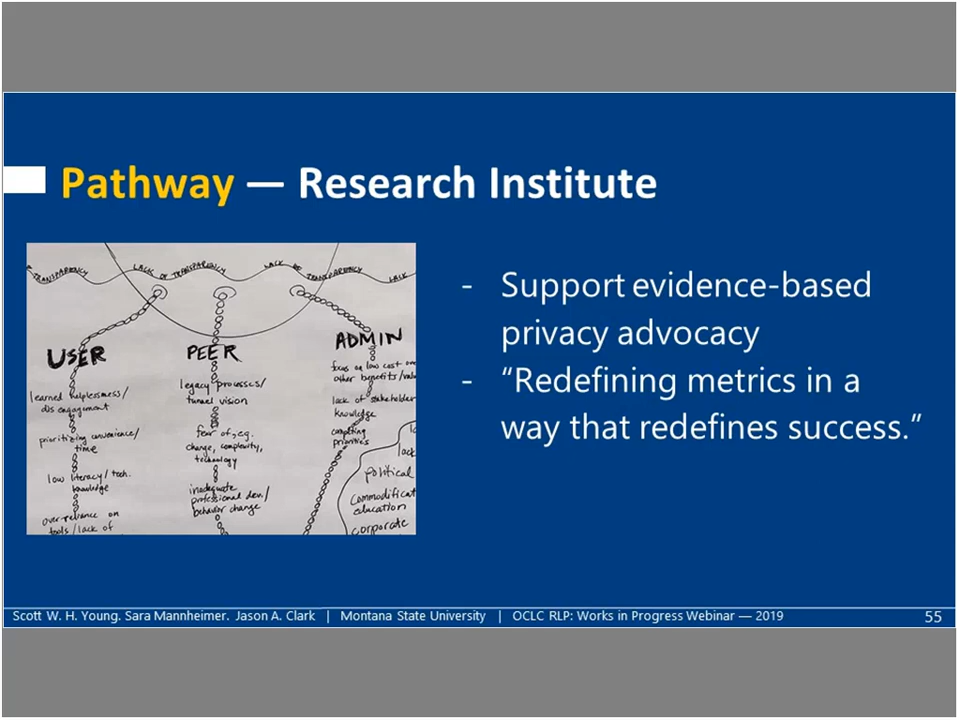 Pathway — Research Institute
TRANSPARENCY
LACK OF TRANSPARENCY
LACK OF TRANSPARENCY
LACK
USER
learned helplessness/
disengagement
prioritizing convenience/
time
low literacy/tech.
knowledge
over-reliance on
tools/lack of
PEER
legacy processes/
tunnel vision
fear of, e.g.
change, complexity,
technology
inadequate
professional dev./
behavior change
ADMIN
focus on low cost
other benefits/
lack of stakeholder
knowledge
competing
priorities
political
education
corporate
- Support evidence-based
privacy advocacy
- “Redefining metrics in a
way that redefines success.”
Scott W. H. Young. Sara Mannheimer. Jason A. Clark | Montana State University | OCLC RLP: Works in Progress Webinar — 2019
55